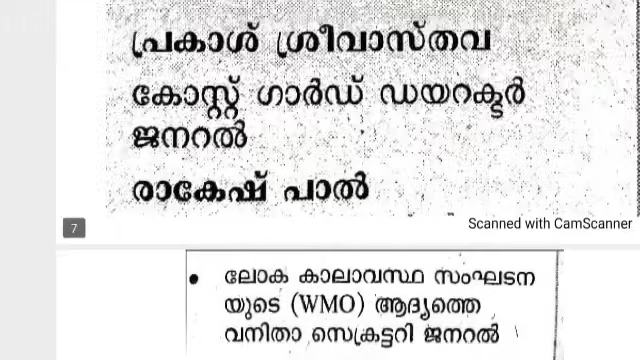 പ്രകാശ് ശ്രീവാസ്തവ
കോസ്റ്റ് ഗാർഡ് ഡയറക്ടർ
ജനറൽ
രാകേഷ് പാൽ
7
Scanned with CamScanner
• ലോക കാലാവസ്ഥ സംഘടന
യുടെ (WMO) ആദ്യത്തെ
വനിതാ സെക്രട്ടറി ജനറൽ